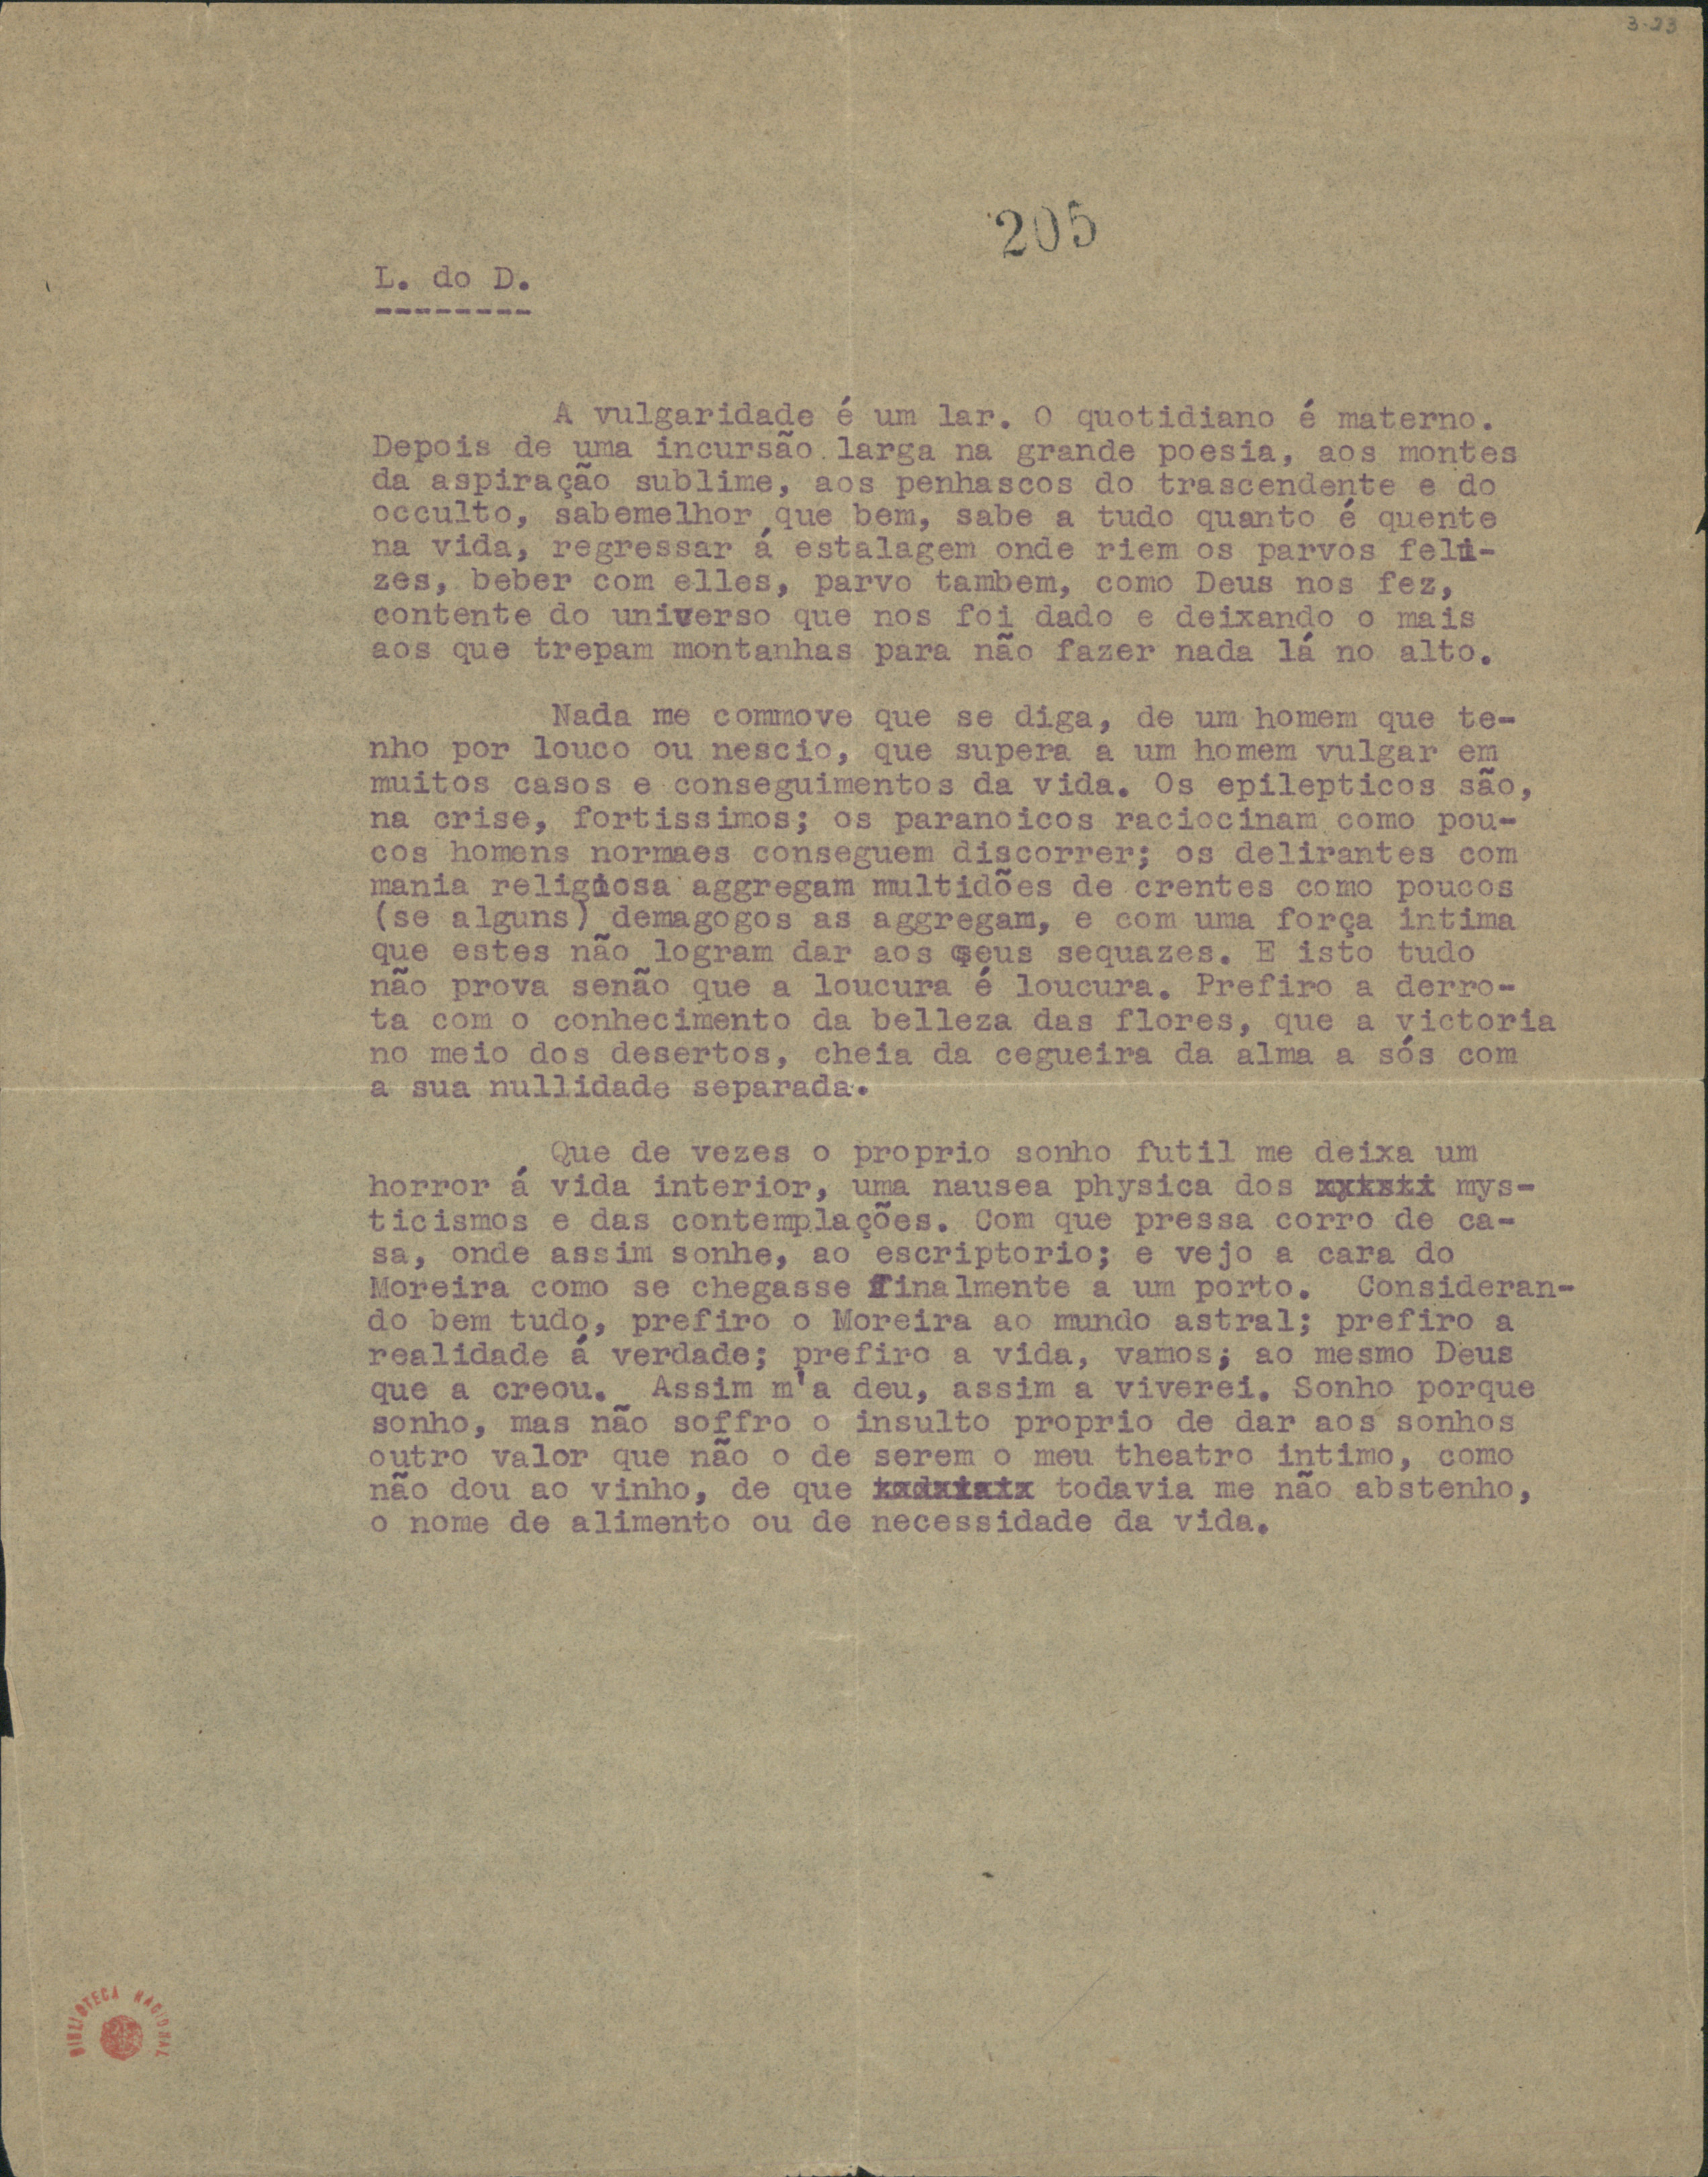 3-23
205
L. do D.
--------
A vulgaridade é um lar. O quotidiano é materno.
Depois de uma incursão larga na grande poesia, aos montes
da aspiração sublime, aos penhascos do trascendente e do
occulto, sabemelhor que bem, sabe a tudo quanto é quente
na vida, regressar á estalagem onde riem os parvos feli-
zes, beber com elles, parvo tambem, como Deus nos fez,
contente do universo que nos foi dado e deixando o mais
aos que trepam montanhas para não fazer nada lá no alto.
Nada me commove que se diga, de um homem que te-
nho por louco ou nescio, que supera a um homem vulgar em
muitos casos e conseguimentos da vida. Os epilepticos são,
na crise, fortissimos; os paranoicos raciocinam como pou-
cos homens normaes conseguem discorrer; os delirantes com
mania religiosa aggregam multidões de crentes como poucos
(se alguns) demagogos as aggregam, e com uma força intima
que estes não logram dar aos seus sequazes. E isto tudo
não prova senão que a loucura é loucura. Prefiro a derro-
ta com o conhecimento da belleza das flores, que a victoria
no meio dos desertos, cheia da cegueira da alma a sós com
a sua nullidade separada.
Que de vezes o proprio sonho futil me deixa um
horror á vida interior, uma nausea physica dos mys-
ticismos e das contemplações. Com que pressa corro de ca-
sa, onde assim sonhe, ao escriptorio; e vejo a cara do
Moreira como se chegasse finalmente a um porto. Consideran-
do bem tudo, prefiro o Moreira ao mundo astral; prefiro a
realidade á verdade; prefiro a vida, vamos; ao mesmo Deus
que a creou. Assim m'a deu, assim a viverei. Sonho porque
sonho, mas não soffro o insulto proprio de dar aos sonhos
outro valor que não o de serem o meu theatro intimo, como
não dou ao vinho, de que todavia me não abstenho,
o nome de alimento ou de necessidade da vida.
BIBLIOTECA NACIONAL